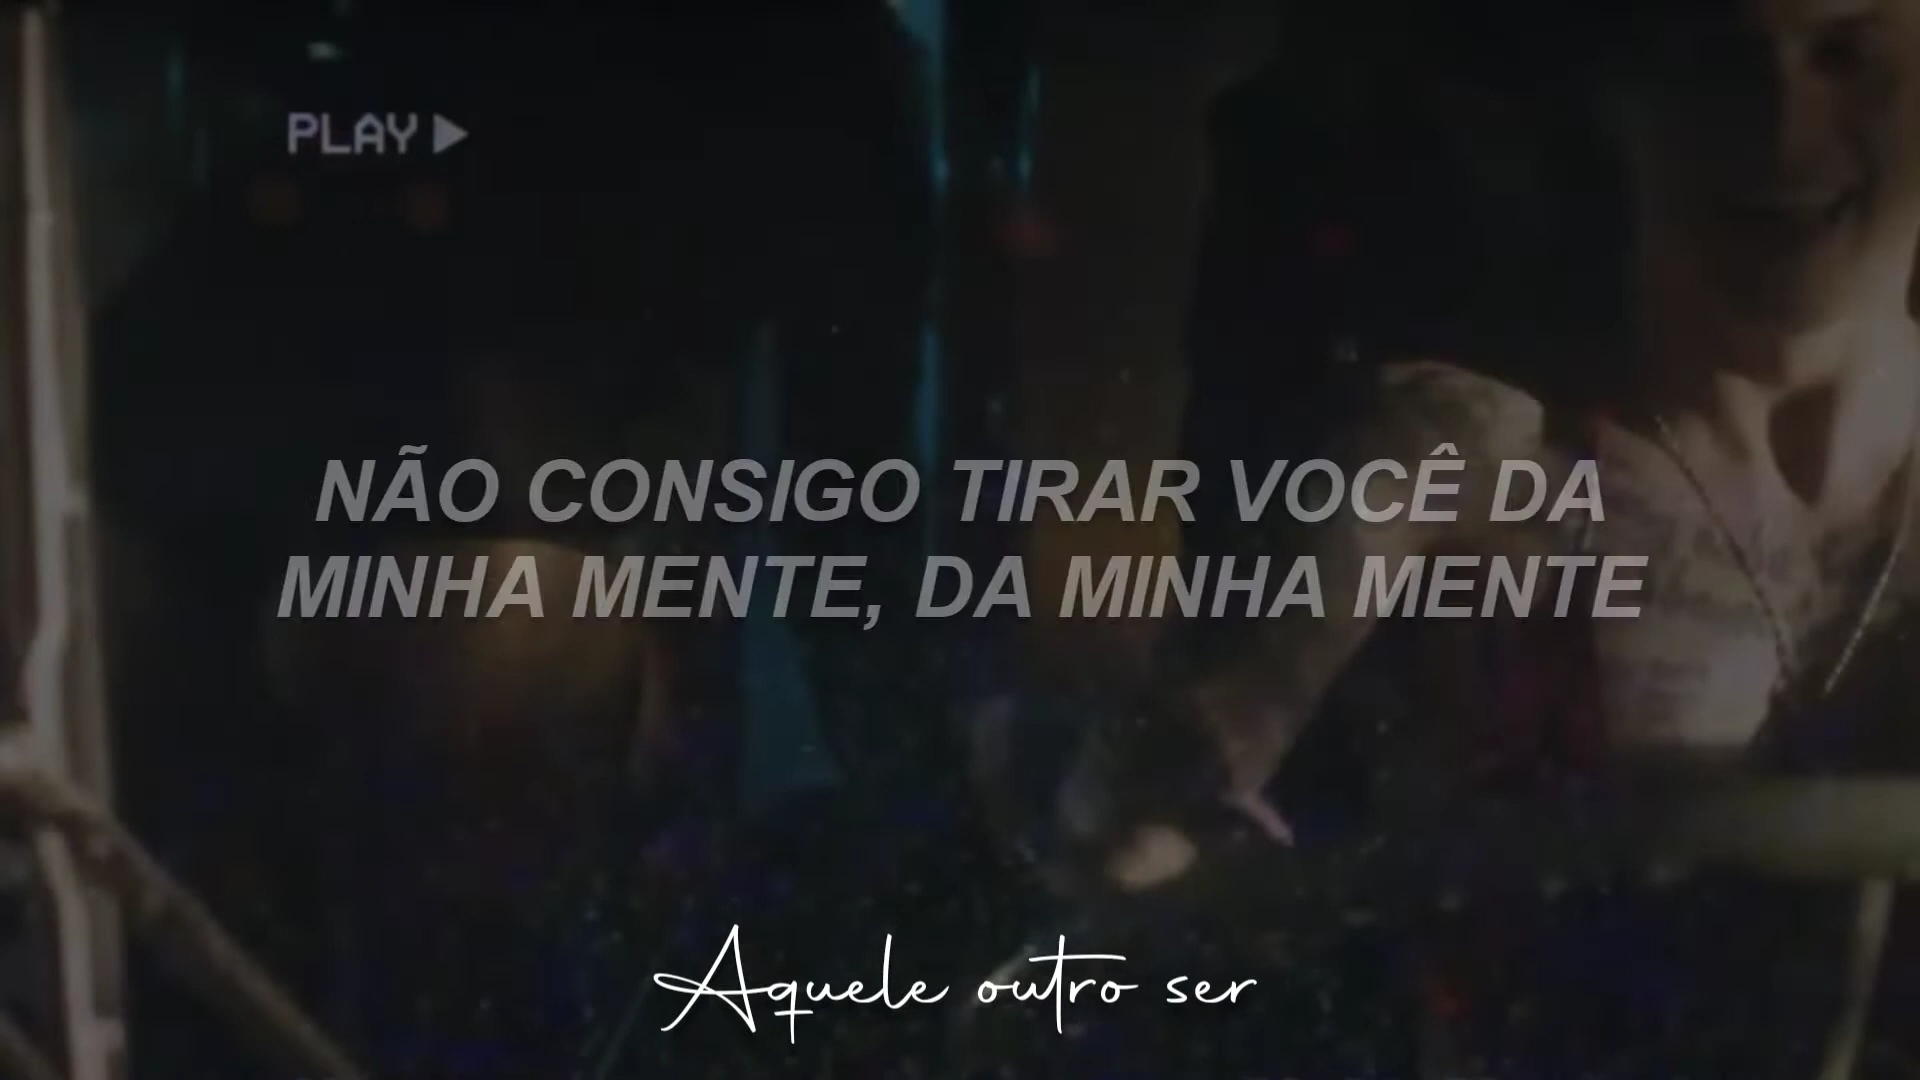 PLAY
NÃO CONSIGO TIRAR VOCÊ DA
MINHA MENTE, DA MINHA MENTE
Aquele outro ser